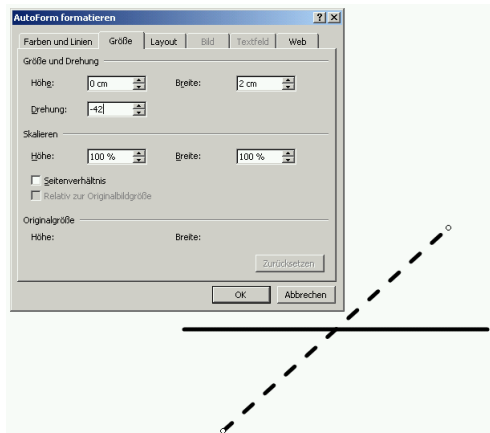 AutoForm formatieren
Farben und Linien Größe Layout Bild Textfeld Web
Größe und Drehung
Höhe: 0 cm Breite: 2 cm
Drehung: -42
Skalieren
Höhe: 100 % Breite: 100 %
Seitenverhältnis
Relativ zur Originalbildgröße
Originalgröße
Höhe: Breite:
Zurücksetzen
OK Abbrechen